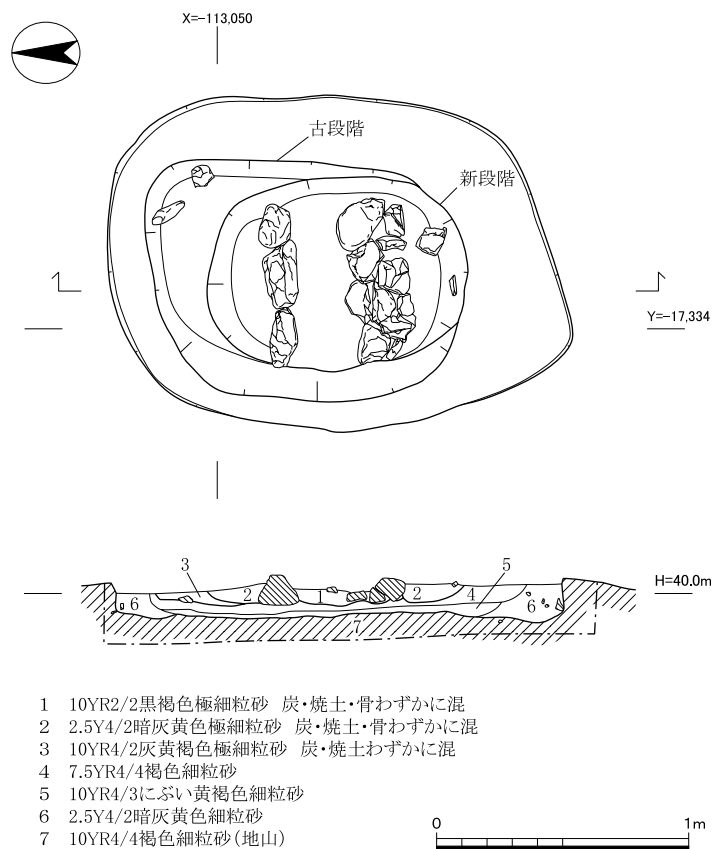 X=-113,050
古段階
新段階
Y=-17,334
3
5
H=40.0m
6
2
1
2
4
6
7
1 10YR2/2黒褐色極細粒砂 炭・焼土・骨わずかに混
2 2.5Y4/2暗灰黄色極細粒砂 炭・焼土・骨わずかに混
3 10YR4/2灰黄褐色極細粒砂 炭・焼土わずかに混
4 7.5YR4/4褐色細粒砂
5 10YR4/3にぶい黄褐色細粒砂
6 2.5Y4/2暗灰黄色細粒砂
7 10YR4/4褐色細粒砂(地山)
0 1m